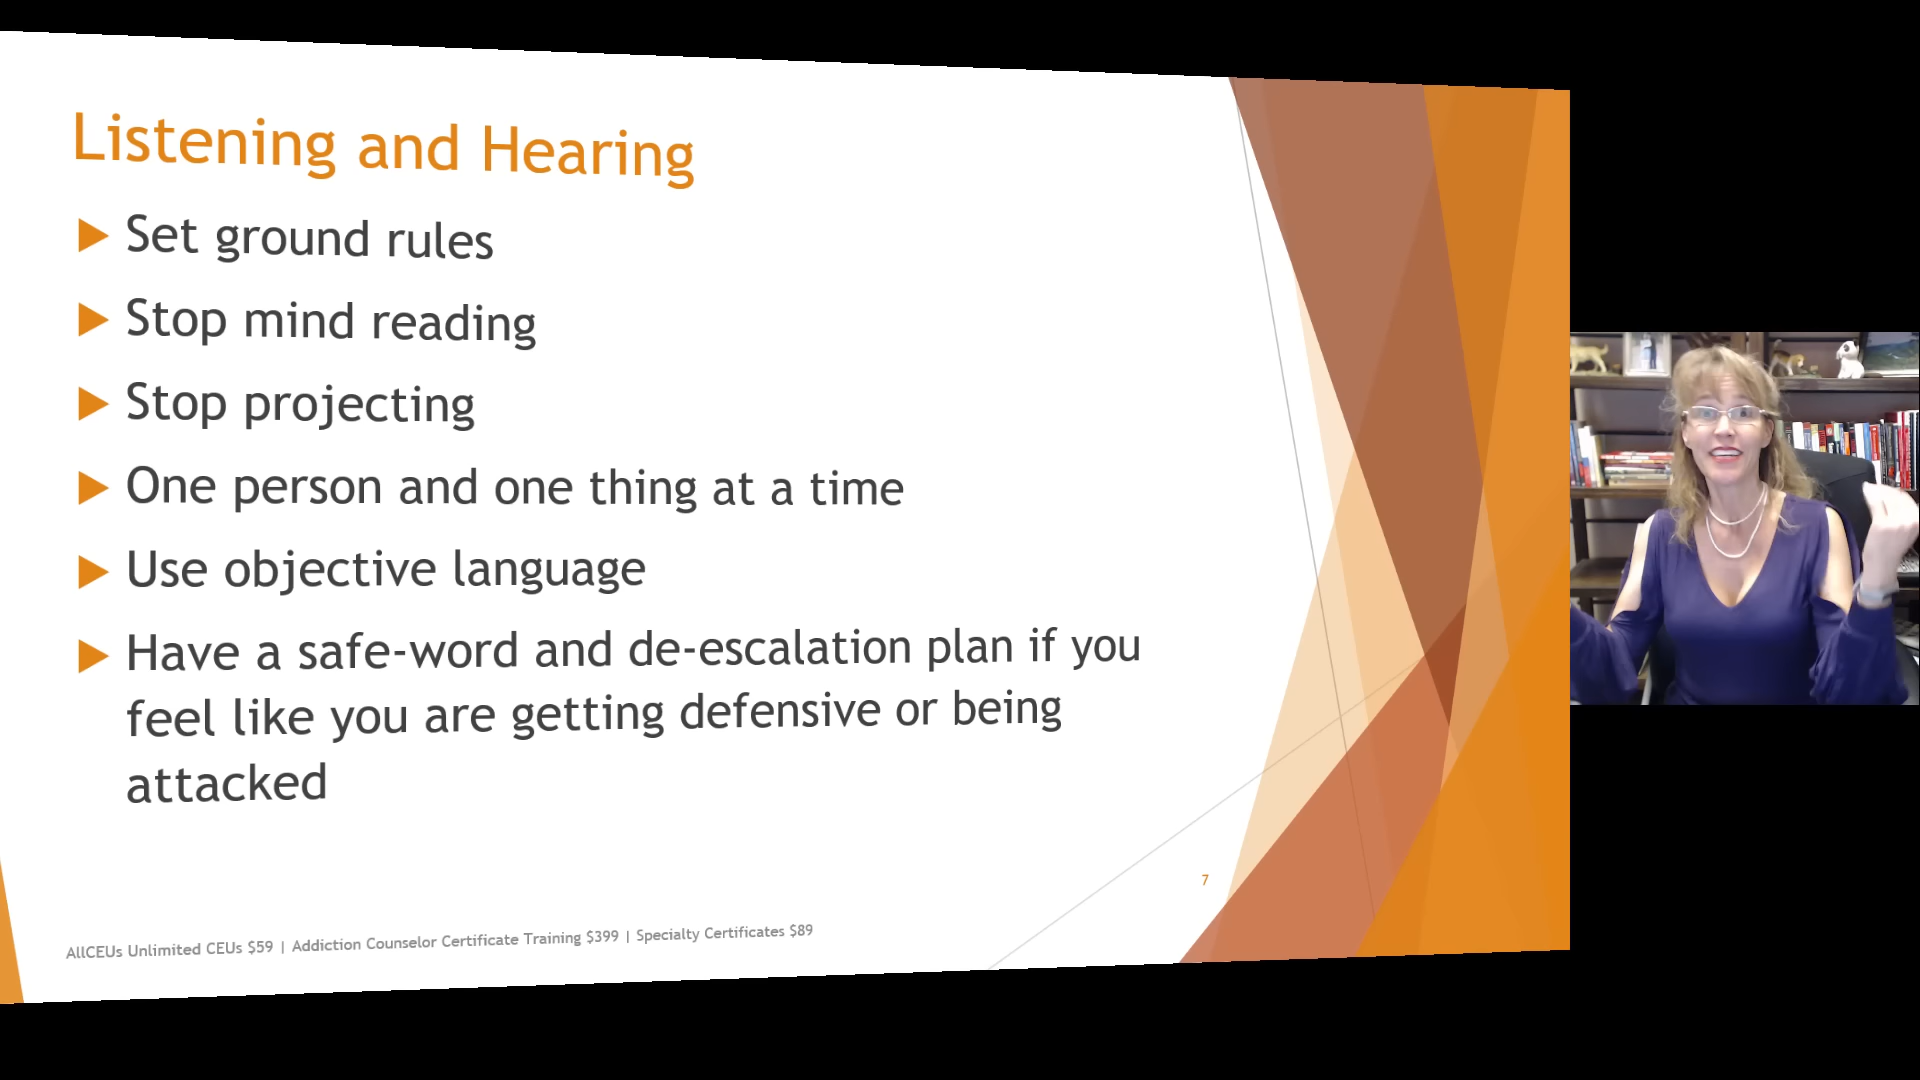 Listening and Hearing
Set ground rules
Stop mind reading
Stop projecting
One person and one thing at a time
Use objective language
Have a safe-word and de-escalation plan if you
feel like you are getting defensive or being
attacked
7
AllCEUs Unlimited CEUs $59 | Addiction Counselor Certificate Training $399 | Specialty Certificates $89